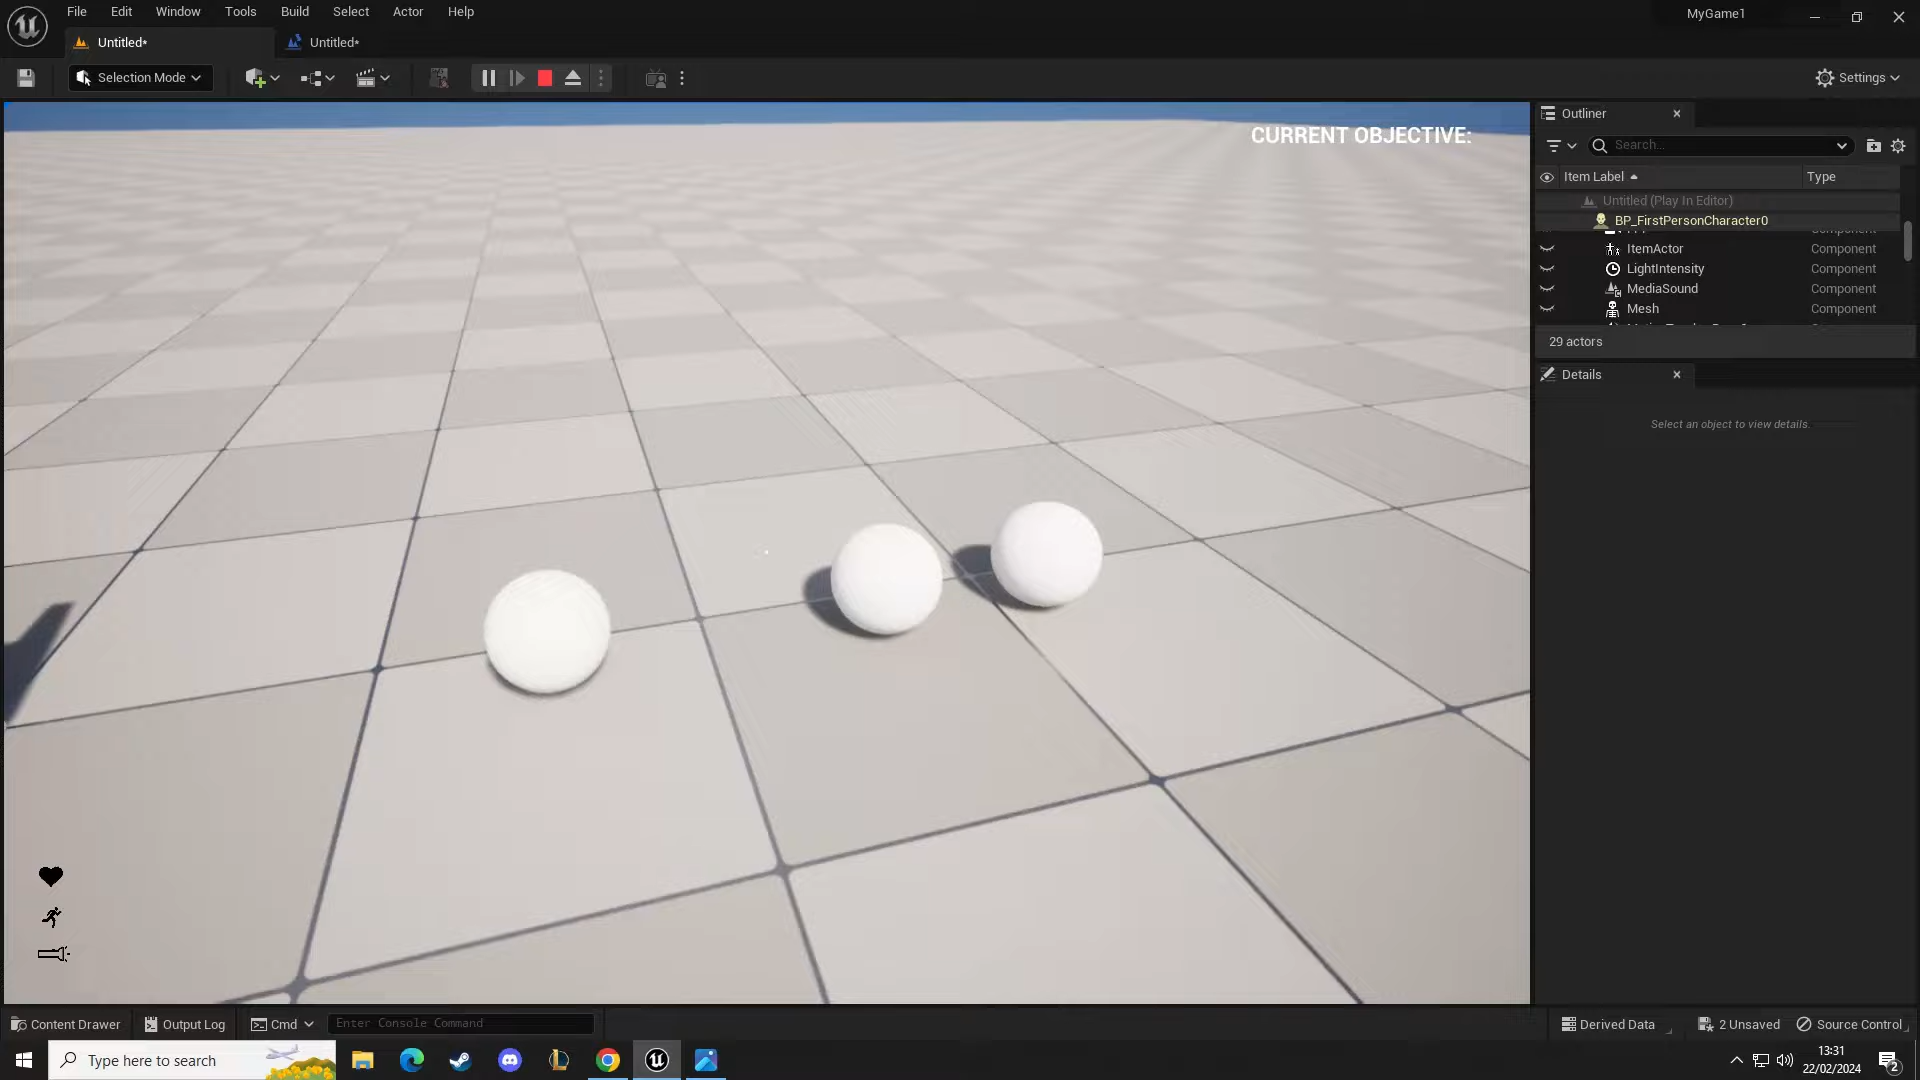 File Edit Window Tools Build Select Actor Help
MyGame1
Untitled*
Untitled*
Selection Mode
Settings
CURRENT OBJECTIVE:
Outliner
Search...
Item Label
Type
Untitled (Play In Editor)
BP_FirstPersonCharacter0
Component
ItemActor Component
LightIntensity Component
MediaSound Component
Mesh Component
29 actors
Details
Select an object to view details.
Content Drawer
Output Log
Cmd
Enter Console Command
Derived Data
2 Unsaved
Source Control
Type here to search
13:31
22/02/2024
2